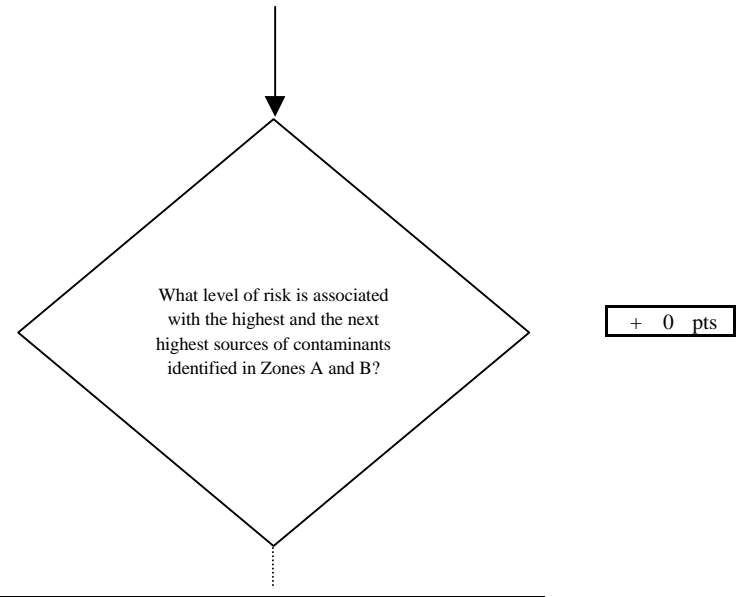 What level of risk is associated
with the highest and the next
highest sources of contaminants
identified in Zones A and B?
+ 0 pts